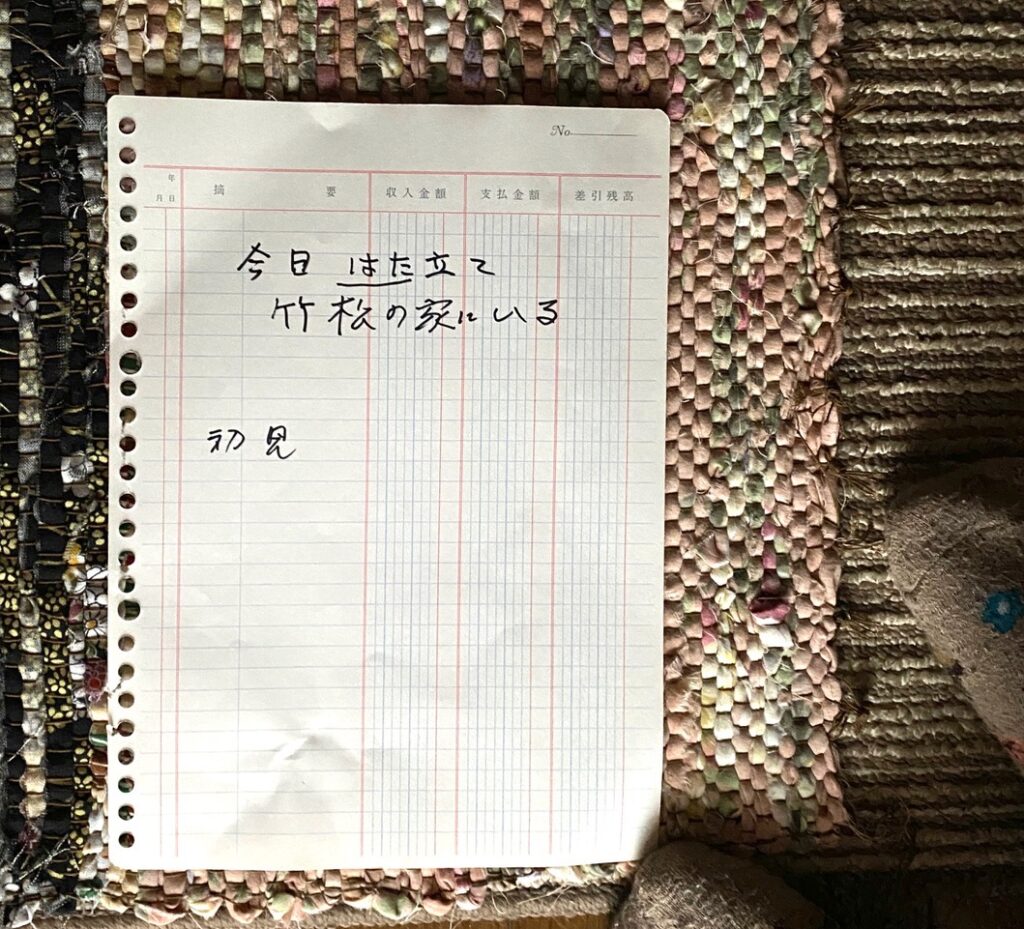 No.
年
月 日 摘 要 収入金額 支払金額 差引残高
今日 はた立て
竹松の家にいる
初見